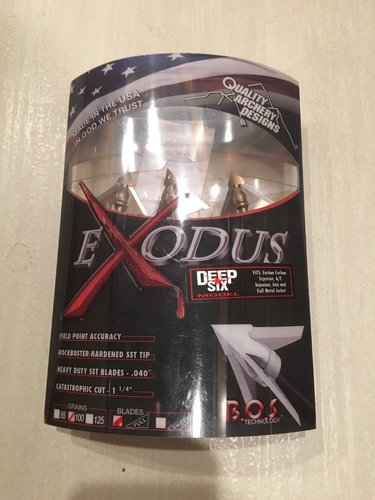 MADE IN THE USA
IN GOD WE TRUST
QUALITY
ARCHERY
DESIGNS
EXODUS
DEEP
SIX
MODEL
FITS: Easton Carbon
Injexion, A/C
Injexion, Axis and
Full Metal Jacket
FIELD POINT ACCURACY
ROCKBUSTER-HARDENED SST TIP
HEAVY DUTY SST BLADES - .040"
CATASTROPHIC CUT - 1 1/4"
GRAINS
85 100 125
BLADES
FULL
B.O.S
TECHNOLOGY